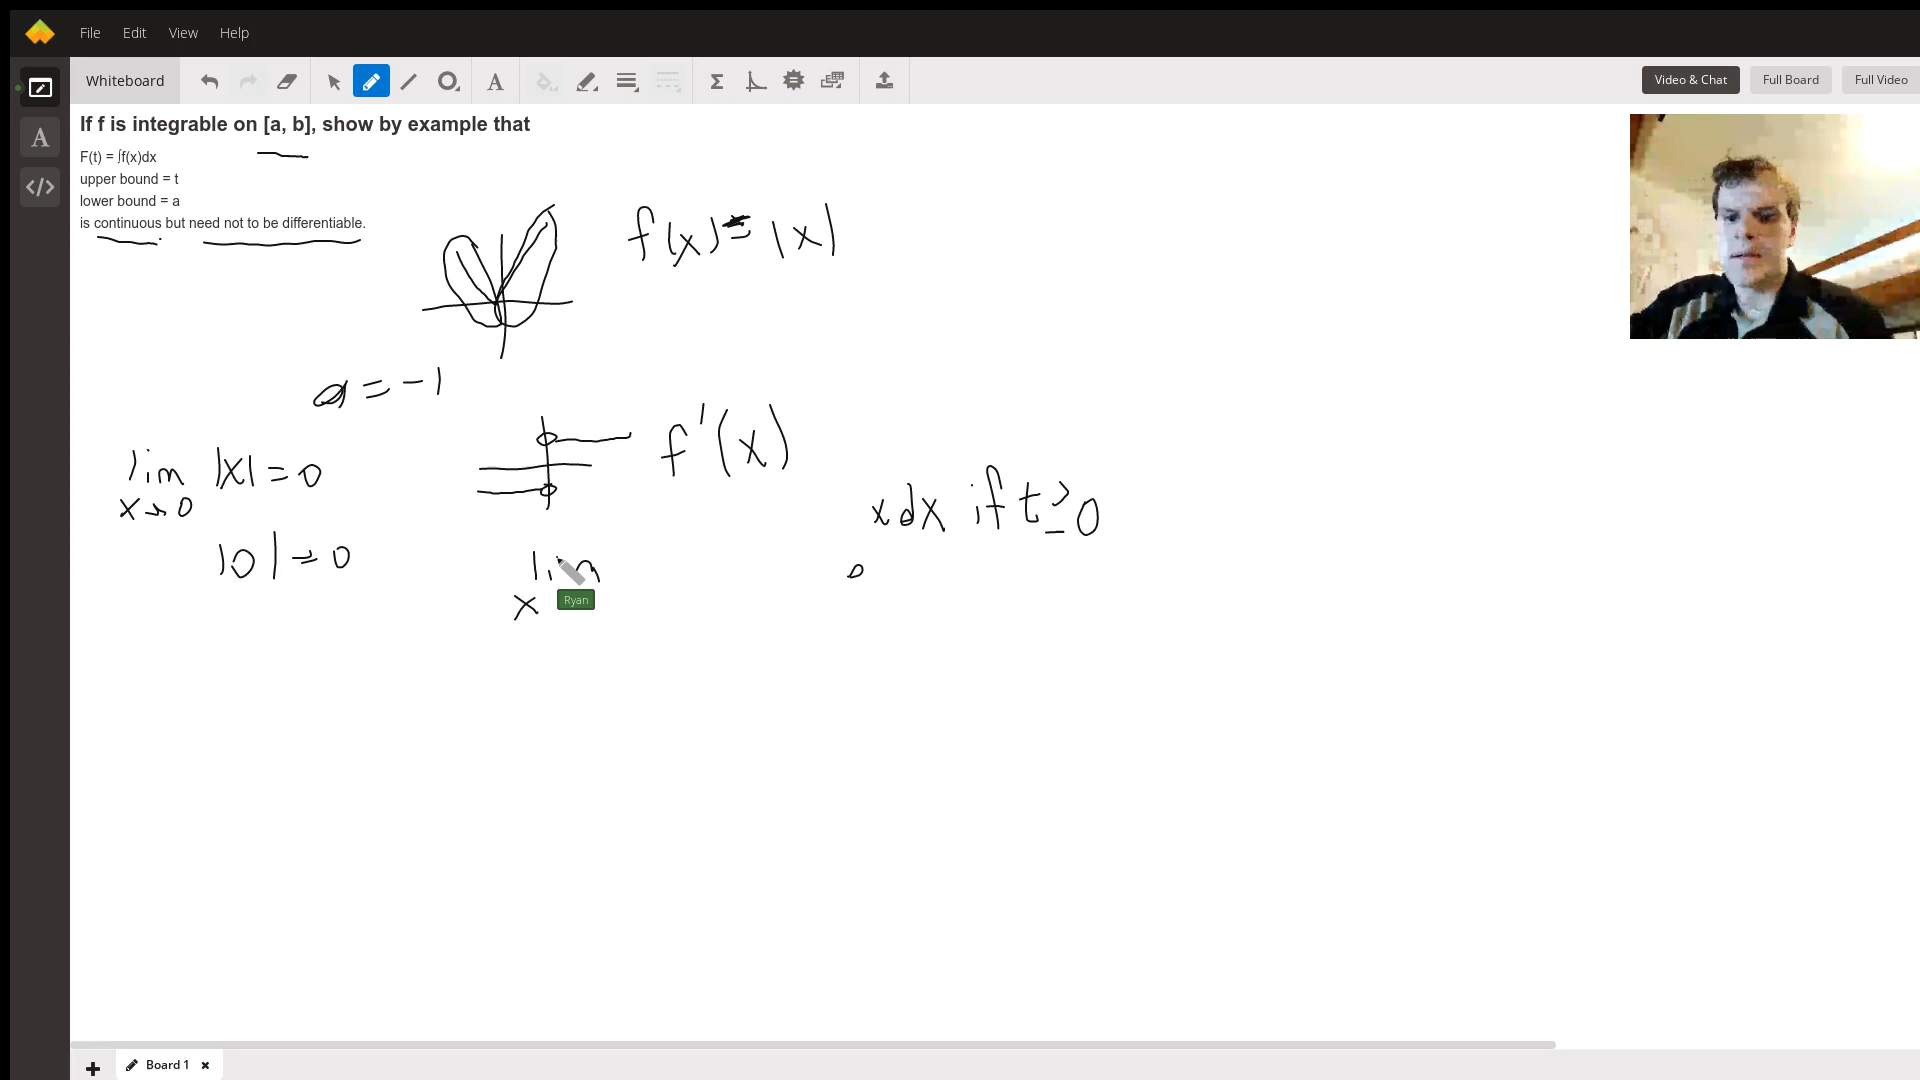 File Edit View Help
Whiteboard
Video & Chat Full Board Full Video
If f is integrable on [a, b], show by example that
F(t) = ∫f(x)dx
upper bound = t
lower bound = a
is continuous but need not to be differentiable.
f(x) = |x|
a = -1
f'(x)
lim |x| = 0
x→0
|0| = 0
x dx if t ≥ 0
0
lim
x
Ryan
Board 1